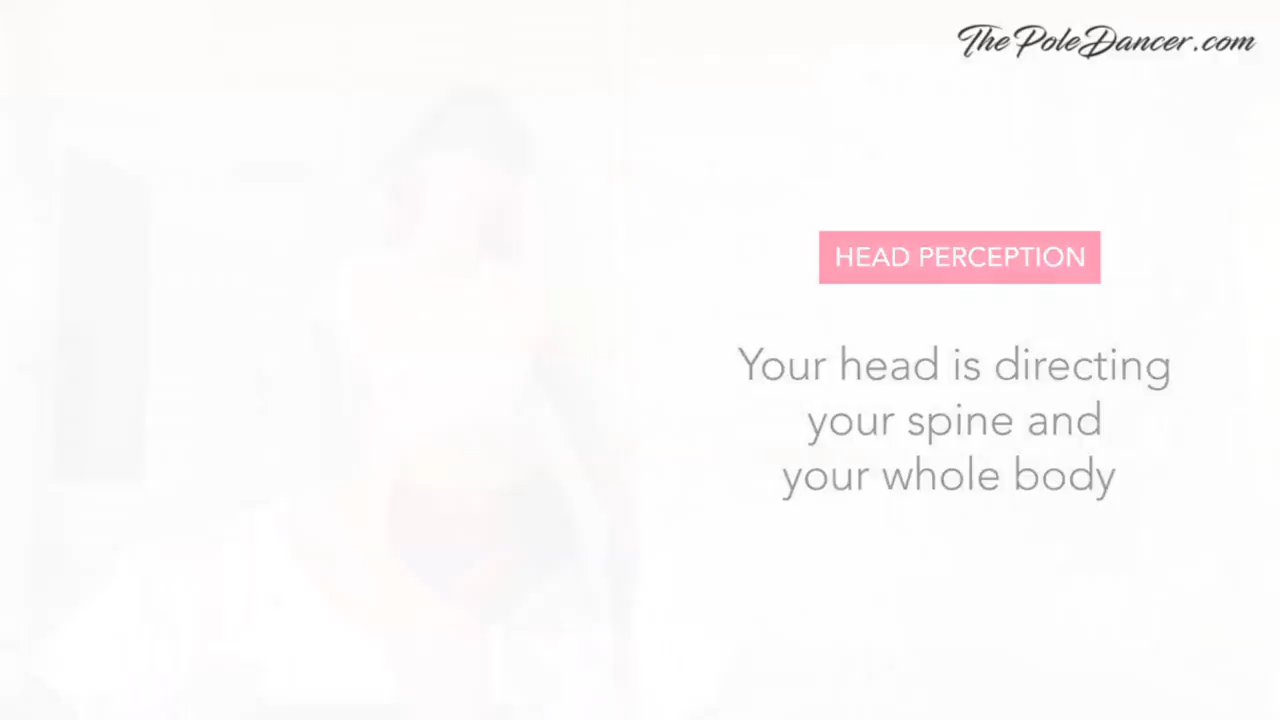 ThePoleDancer.com
HEAD PERCEPTION
Your head is directing
your spine and
your whole body